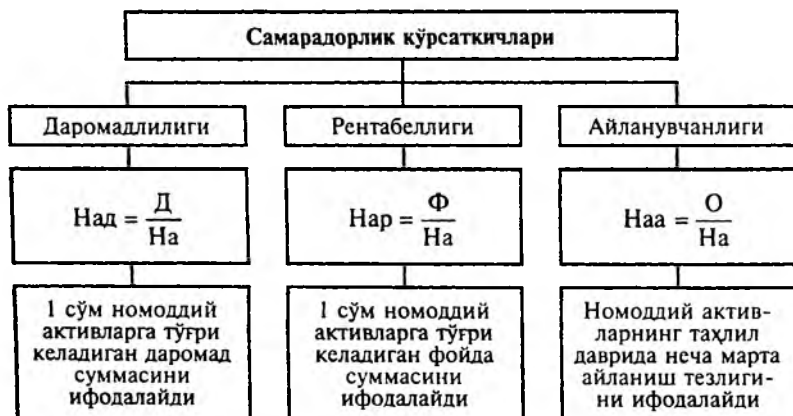 Самарадорлик кўрсаткичлари
Даромадлилиги
Рентабеллиги
Айланувчанлиги
Над = Д/На
Нар = Ф/На
Наа = О/На
1 сўм номоддий
активларга тўғри
келадиган даромад
суммасини
ифодалайди
1 сўм номоддий
активларга тўғри
келадиган фойда
суммасини
ифодалайди
Номоддий актив-
ларнинг таҳлил
даврида неча марта
айланиш тезлиги-
ни ифодалайди